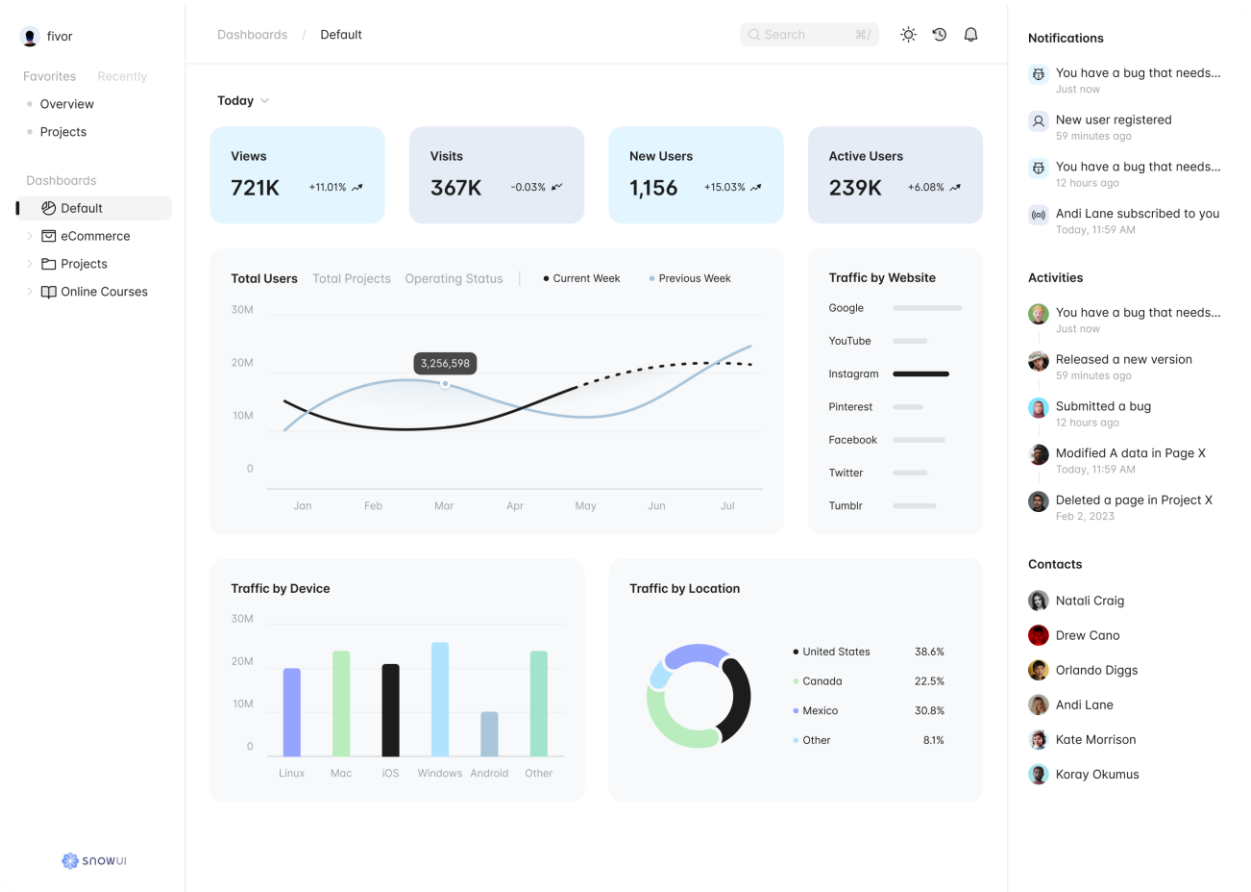 fivor
Favorites Recently
Overview
Projects
Dashboards
Default
eCommerce
Projects
Online Courses
snowUI
Dashboards / Default
Search ⌘/
Today
Views
721K +11.01%
Visits
367K -0.03%
New Users
1,156 +15.03%
Active Users
239K +6.08%
Total Users Total Projects Operating Status Current Week Previous Week
30M
20M
10M
0
3,256,598
Jan Feb Mar Apr May Jun Jul
Traffic by Website
Google
YouTube
Instagram
Pinterest
Facebook
Twitter
Tumblr
Traffic by Device
30M
20M
10M
0
Linux Mac iOS Windows Android Other
Traffic by Location
United States 38.6%
Canada 22.5%
Mexico 30.8%
Other 8.1%
Notifications
You have a bug that needs...
Just now
New user registered
59 minutes ago
You have a bug that needs...
12 hours ago
Andi Lane subscribed to you
Today, 11:59 AM
Activities
You have a bug that needs...
Just now
Released a new version
59 minutes ago
Submitted a bug
12 hours ago
Modified A data in Page X
Today, 11:59 AM
Deleted a page in Project X
Feb 2, 2023
Contacts
Natali Craig
Drew Cano
Orlando Diggs
Andi Lane
Kate Morrison
Koray Okumus